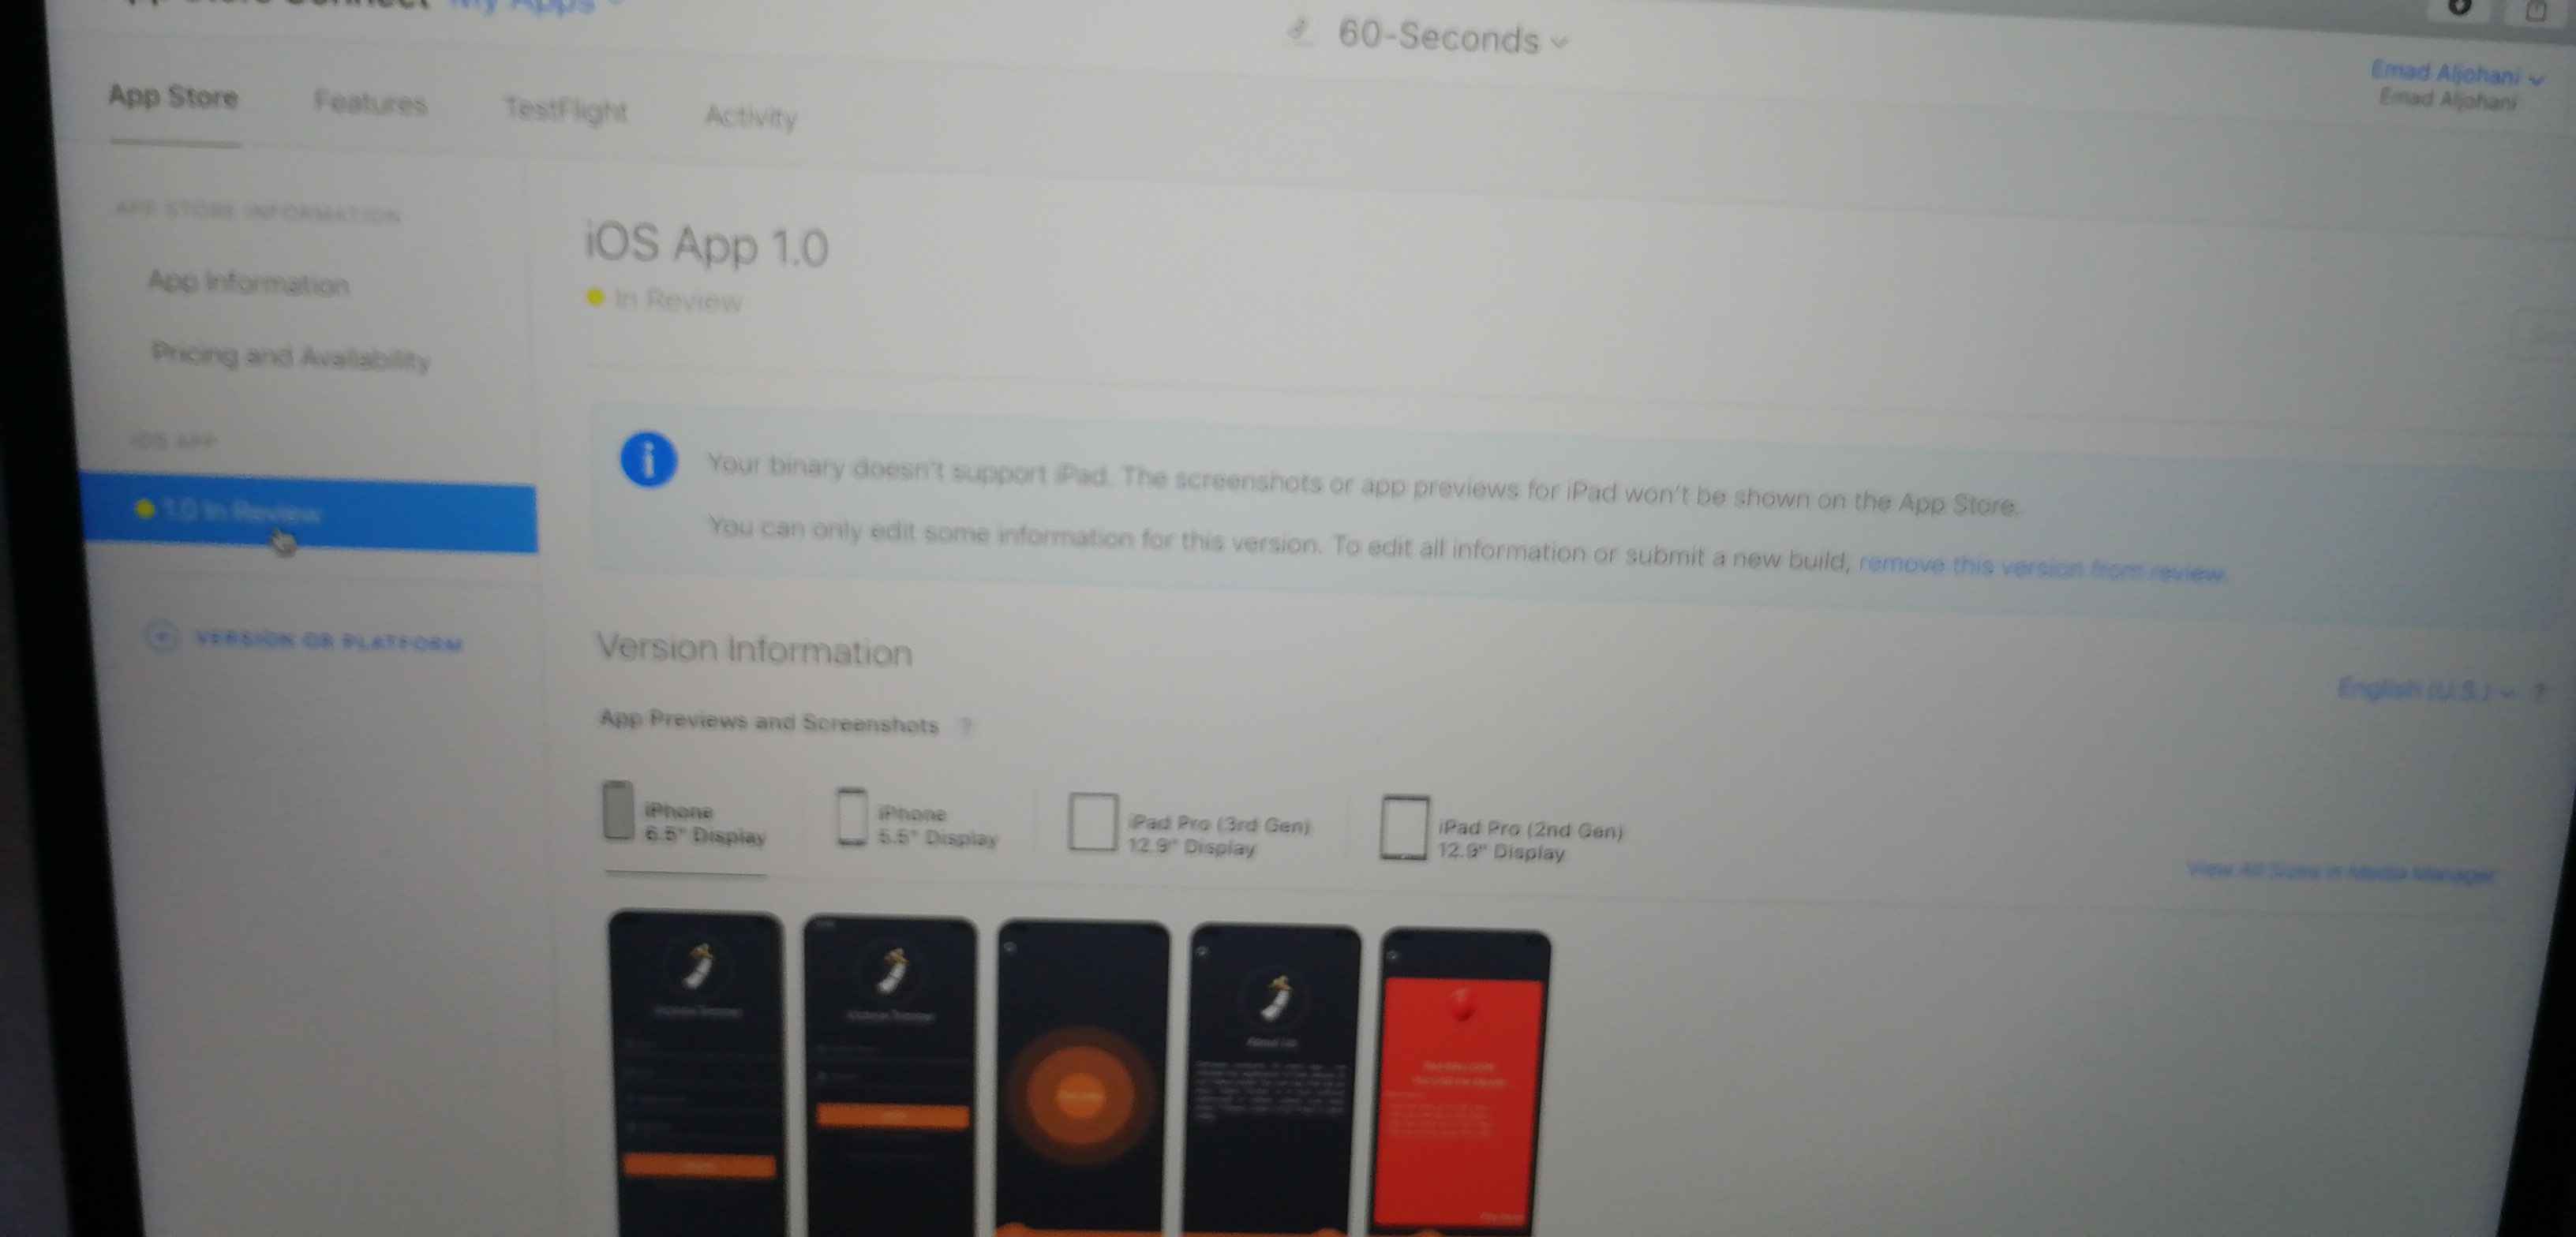 My Apps
60-Seconds
Emad Aljohani
Emad Aljohani
App Store
Features
TestFlight
Activity
APP STORE INFORMATION
App Information
Pricing and Availability
iOS APP
1.0 In Review
VERSION OR PLATFORM
iOS App 1.0
In Review
Your binary doesn't support iPad. The screenshots or app previews for iPad won't be shown on the App Store.
You can only edit some information for this version. To edit all information or submit a new build, remove this version from review.
Version Information
English (U.S.) ?
App Previews and Screenshots ?
iPhone
6.5" Display
iPhone
5.5" Display
iPad Pro (3rd Gen)
12.9" Display
iPad Pro (2nd Gen)
12.9" Display
View All Sizes in Media Manager
About Us